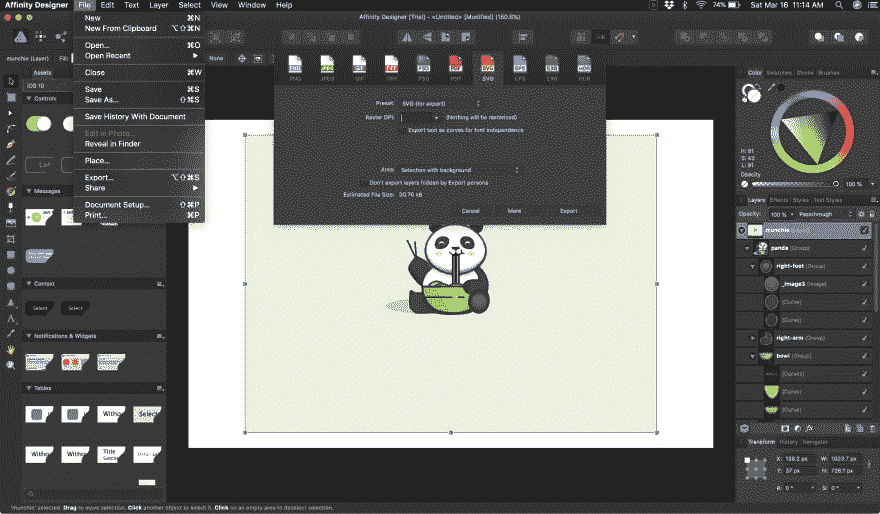 Affinity Designer File Edit Text Layer Select View Window Help 74% Sat Mar 16 11:14 AM
Affinity Designer [Trial] - <Untitled> [Modified] (150.8%)
New ⌘N
New From Clipboard ⌥⇧⌘N
Open... ⌘O
Open Recent
Close ⌘W
Save ⌘S
Save As... ⇧⌘S
Save History With Document
Edit in Photo...
Reveal in Finder
Place...
Export... ⌥⇧⌘S
Share
Document Setup... ⇧⌘P
Print... ⌘P
munchie (Layer) Fill:
None
Assets
iOS 10
Controls
Messages
Context
Select Select
Notifications & Widgets
Tables
Witho Select
Witho Witho Title
PNG JPEG GIF TIFF PSD PDF SVG EPS EXR HDR
Preset: SVG (for export)
Raster DPI: (Nothing will be rasterized)
Export text as curves for font independence
Area: Selection with background
Don't export layers hidden by Export persona
Estimated File Size: 30.76 kB
Cancel More Export
Color Swatches Stroke Brushes
H: 81
S: 43
L: 91
Opacity
100 %
Layers Effects Styles Text Styles
Opacity: 100 % Passthrough
munchie
panda (Group)
right-foot (Group)
_Image3 (Image)
(Curve)
(Curve)
right-arm (Group)
bowl (Group)
(Curves)
(Curve)
(Curve)
Transform History Navigator
X: 138.2 px W: 1003.7 px
Y: 37 px H: 726.1 px
R: 0 ° S: 0 °
'munchie' selected. Drag to move selection. Click another object to select it. Click on an empty area to deselect selection.